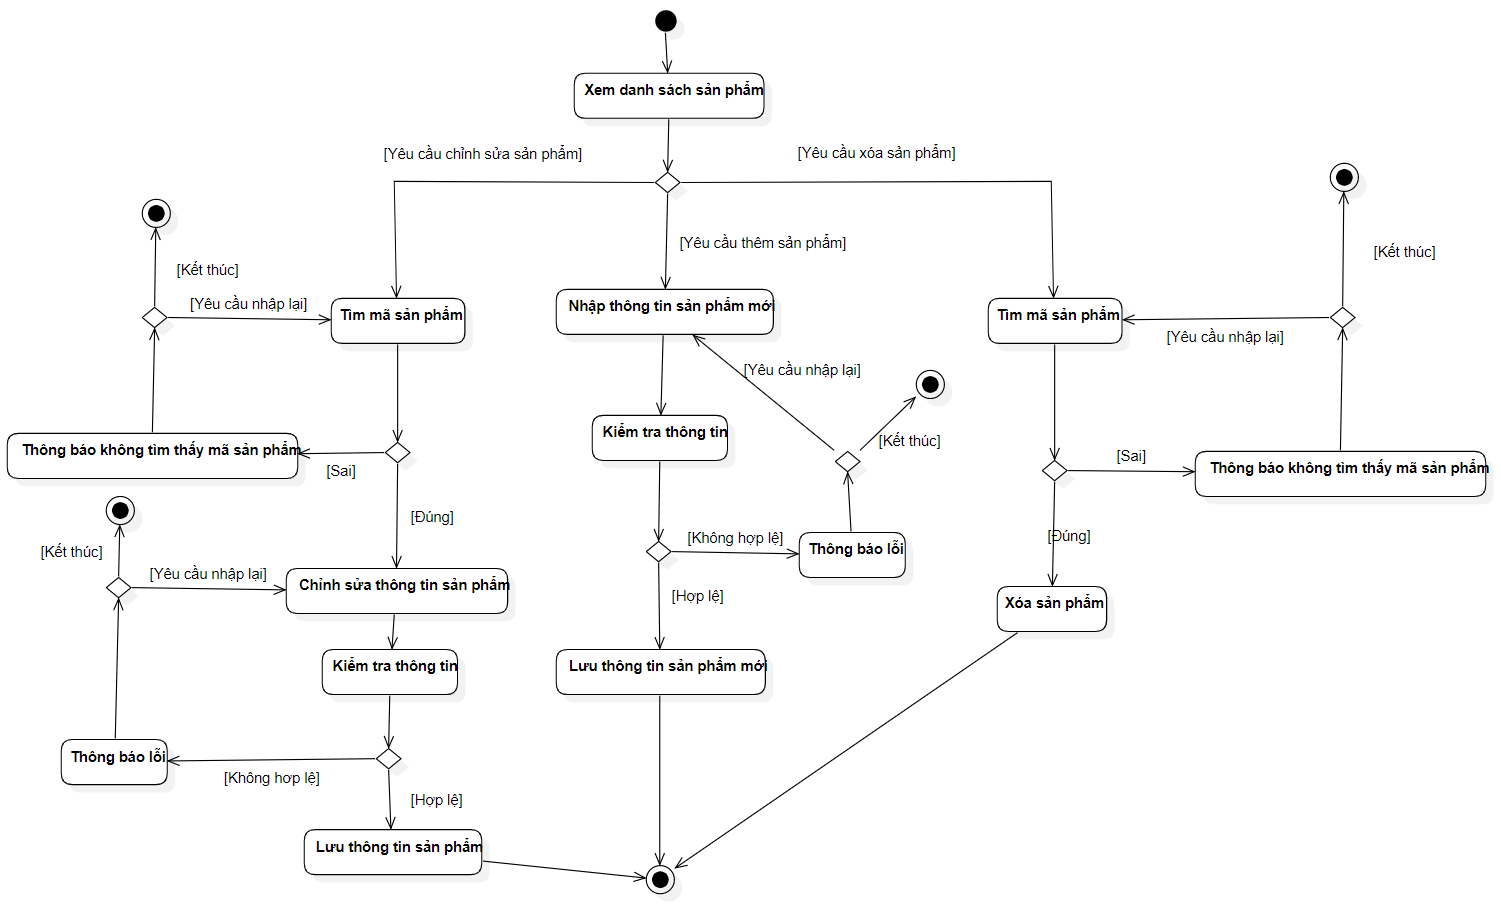 Xem danh sách sản phẩm
[Yêu cầu chỉnh sửa sản phẩm]
[Yêu cầu xóa sản phẩm]
[Yêu cầu thêm sản phẩm]
[Kết thúc]
[Kết thúc]
[Yêu cầu nhập lại]
Tìm mã sản phẩm
Nhập thông tin sản phẩm mới
Tìm mã sản phẩm
[Yêu cầu nhập lại]
[Yêu cầu nhập lại]
Kiểm tra thông tin
[Kết thúc]
Thông báo không tìm thấy mã sản phẩm
[Sai]
[Sai]
Thông báo không tìm thấy mã sản phẩm
[Đúng]
[Không hợp lệ]
[Đúng]
Thông báo lỗi
[Kết thúc]
[Yêu cầu nhập lại]
Chỉnh sửa thông tin sản phẩm
[Hợp lệ]
Xóa sản phẩm
Kiểm tra thông tin
Lưu thông tin sản phẩm mới
Thông báo lỗi
[Không hơp lệ]
[Hợp lệ]
Lưu thông tin sản phẩm